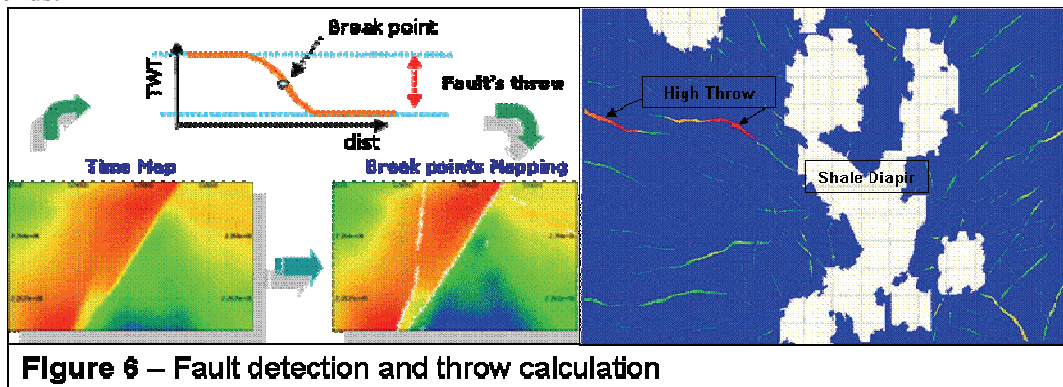 Break point
TWT
Fault's throw
dist
Time Map
Break points Mapping
High Throw
Shale Diapir
Figure 6 – Fault detection and throw calculation